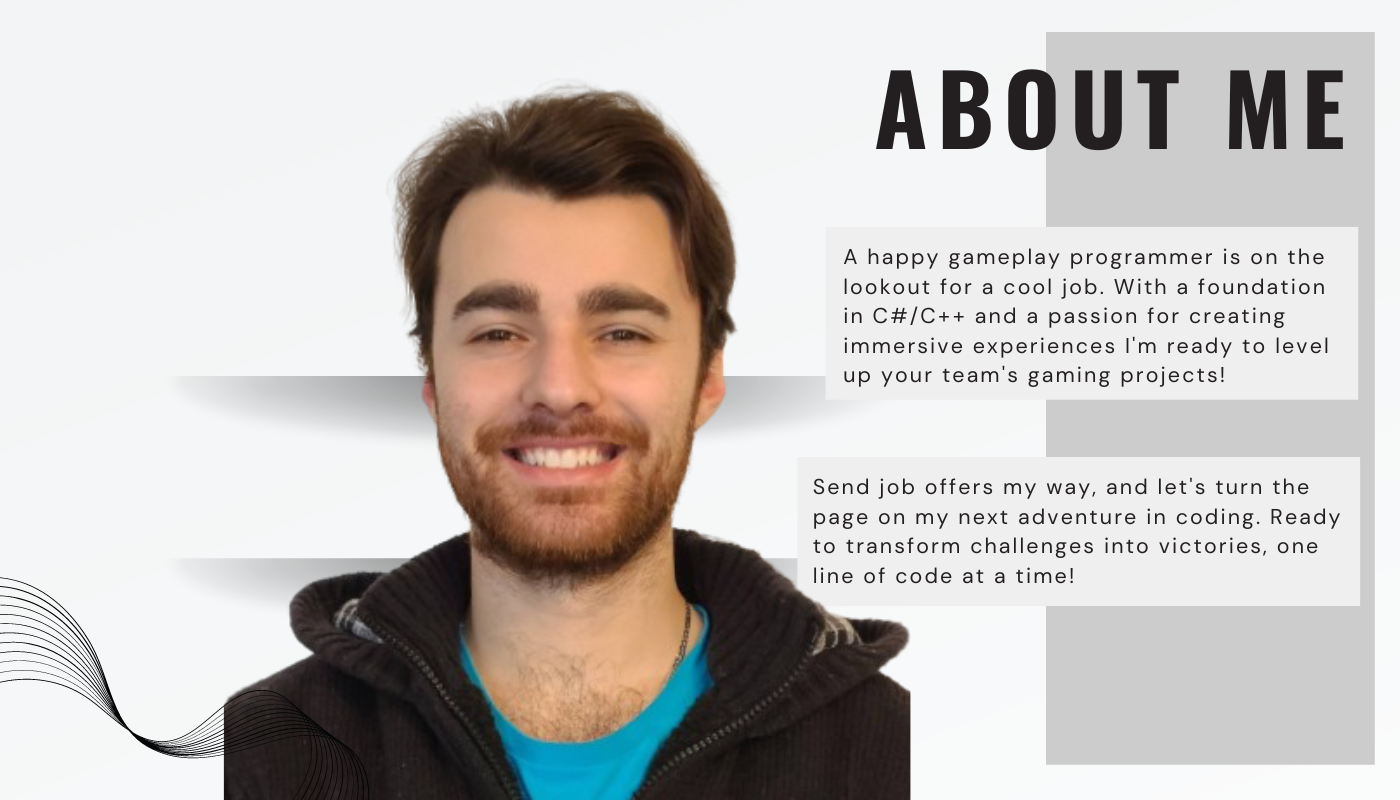 ABOUT ME
A happy gameplay programmer is on the
lookout for a cool job. With a foundation
in C#/C++ and a passion for creating
immersive experiences I'm ready to level
up your team's gaming projects!
Send job offers my way, and let's turn the
page on my next adventure in coding. Ready
to transform challenges into victories, one
line of code at a time!